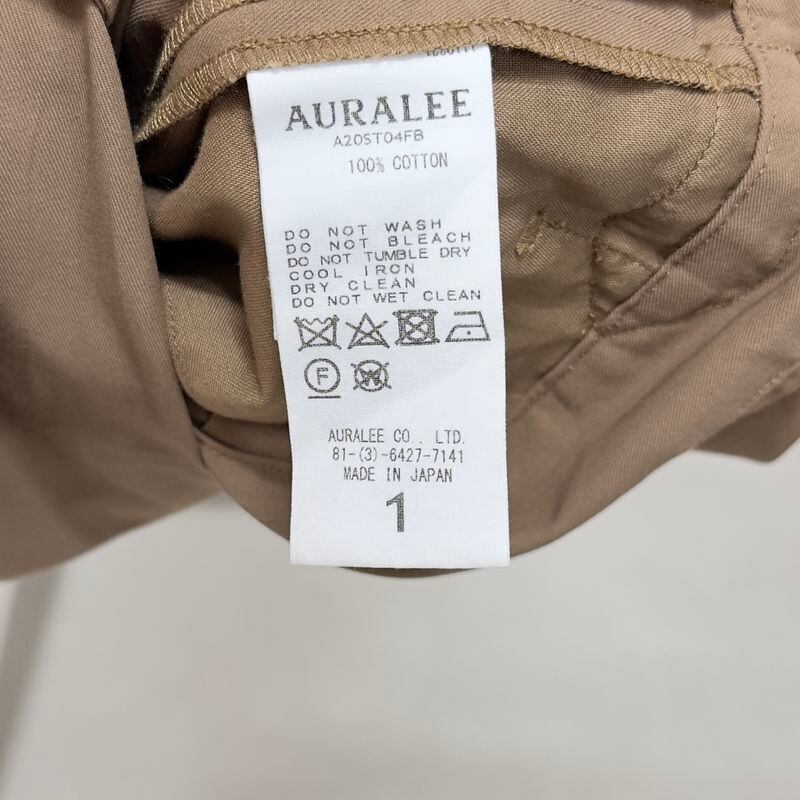 AURALEE
A20ST04FB
100% COTTON
DO NOT WASH
DO NOT BLEACH
DO NOT TUMBLE DRY
COOL IRON
DRY CLEAN
DO NOT WET CLEAN
F
W
AURALEE CO., LTD.
81-(3)-6427-7141
MADE IN JAPAN
1